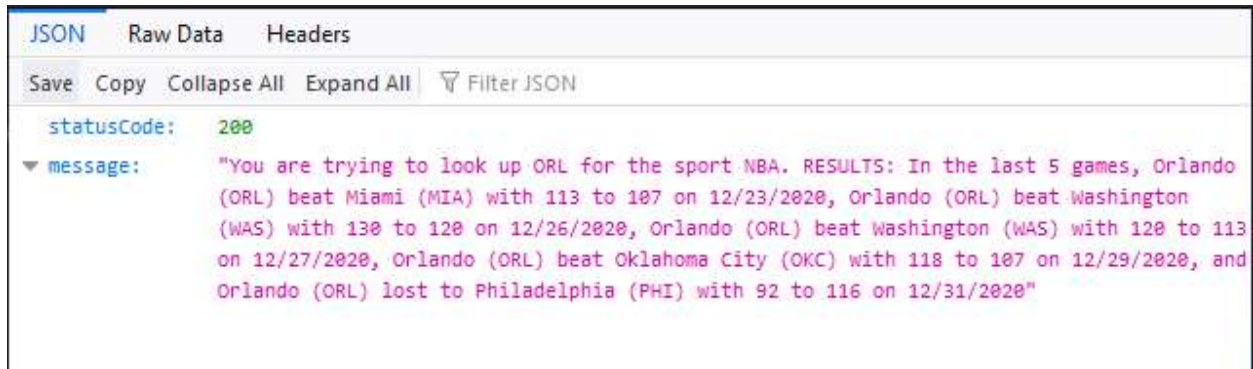 JSON Raw Data Headers
Save Copy Collapse All Expand All Filter JSON
statusCode: 200
message: "You are trying to look up ORL for the sport NBA. RESULTS: In the last 5 games, Orlando
(ORL) beat Miami (MIA) with 113 to 107 on 12/23/2020, Orlando (ORL) beat Washington
(WAS) with 130 to 120 on 12/26/2020, Orlando (ORL) beat Washington (WAS) with 120 to 113
on 12/27/2020, Orlando (ORL) beat Oklahoma City (OKC) with 118 to 107 on 12/29/2020, and
Orlando (ORL) lost to Philadelphia (PHI) with 92 to 116 on 12/31/2020"